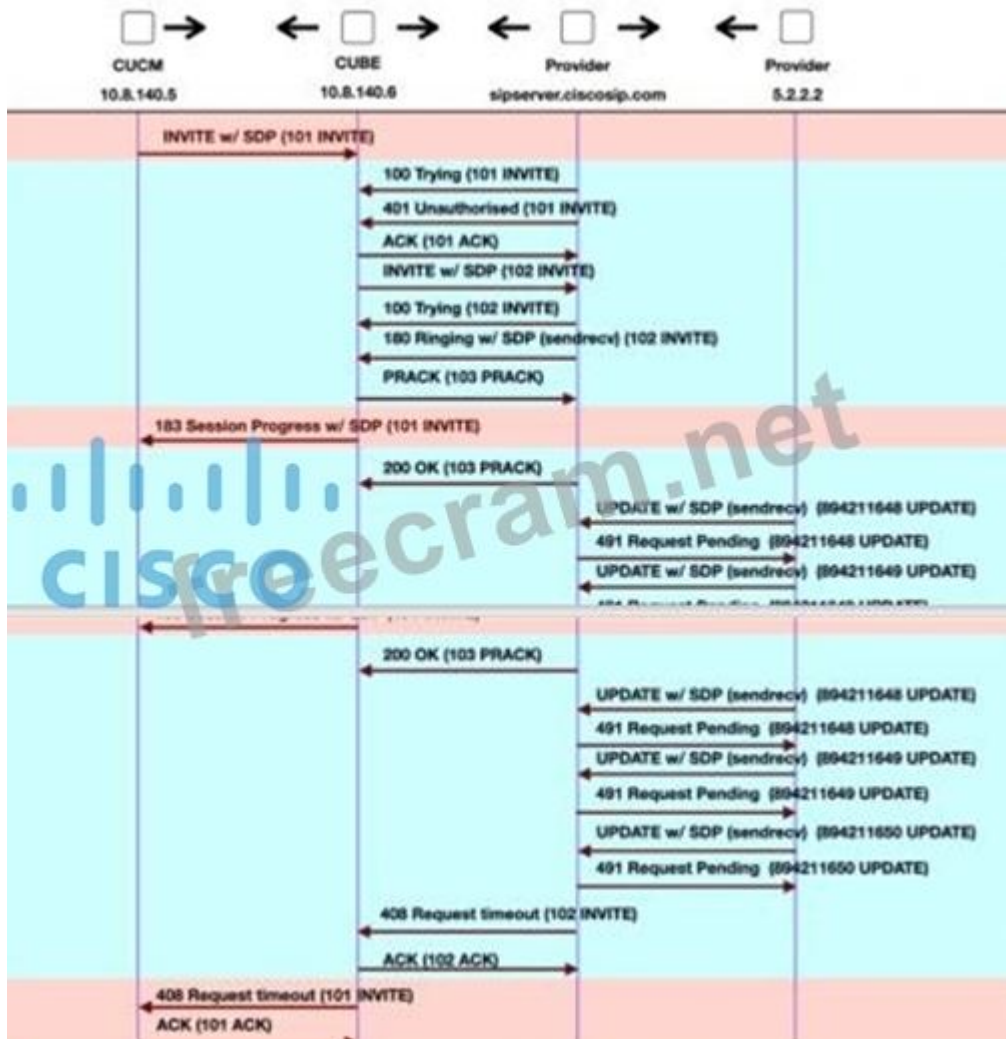 CUCM CUBE Provider Provider
10.8.140.5 10.8.140.6 sipserver.ciscosip.com 5.2.2.2
INVITE w/ SDP (101 INVITE)
100 Trying (101 INVITE)
401 Unauthorised (101 INVITE)
ACK (101 ACK)
INVITE w/ SDP (102 INVITE)
100 Trying (102 INVITE)
180 Ringing w/ SDP (sendrecv) (102 INVITE)
PRACK (103 PRACK)
183 Session Progress w/ SDP (101 INVITE)
200 OK (103 PRACK)
UPDATE w/ SDP (sendrecv) (894211648 UPDATE)
491 Request Pending (894211648 UPDATE)
UPDATE w/ SDP (sendrecv) (894211649 UPDATE)
CISCO
freecram.net
200 OK (103 PRACK)
UPDATE w/ SDP (sendrecv) (894211648 UPDATE)
491 Request Pending (894211648 UPDATE)
UPDATE w/ SDP (sendrecv) (894211649 UPDATE)
491 Request Pending (894211649 UPDATE)
UPDATE w/ SDP (sendrecv) (894211650 UPDATE)
491 Request Pending (894211650 UPDATE)
408 Request timeout (102 INVITE)
ACK (102 ACK)
408 Request timeout (101 INVITE)
ACK (101 ACK)